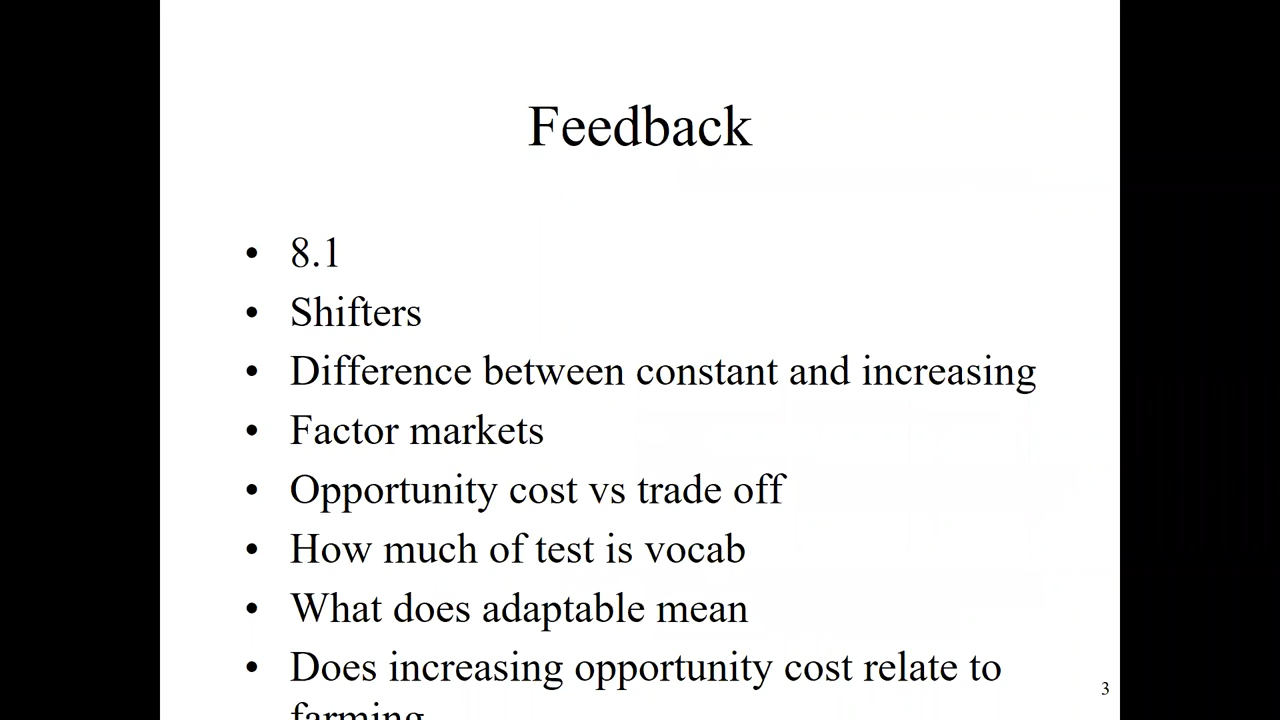 Feedback
• 8.1
• Shifters
• Difference between constant and increasing
• Factor markets
• Opportunity cost vs trade off
• How much of test is vocab
• What does adaptable mean
• Does increasing opportunity cost relate to
farming
3